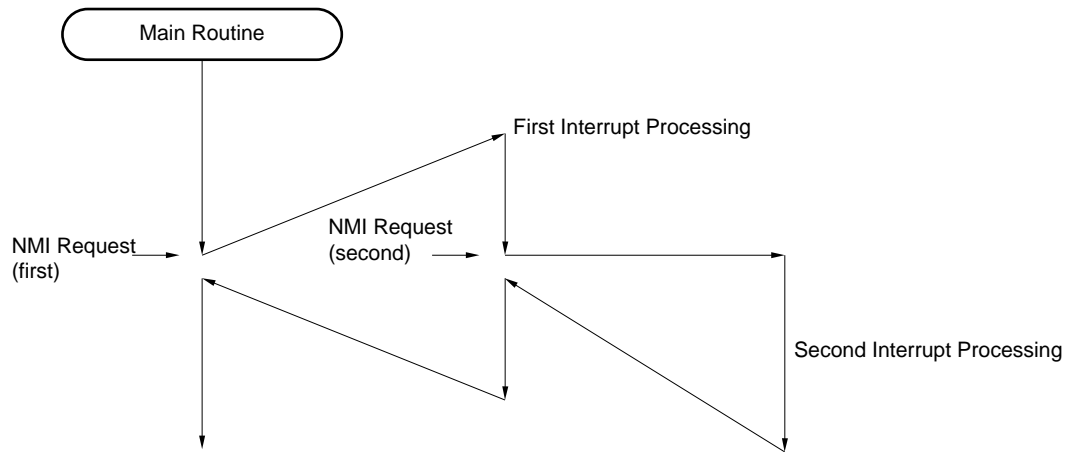 Main Routine
First Interrupt Processing
NMI Request
(first)
NMI Request
(second)
Second Interrupt Processing